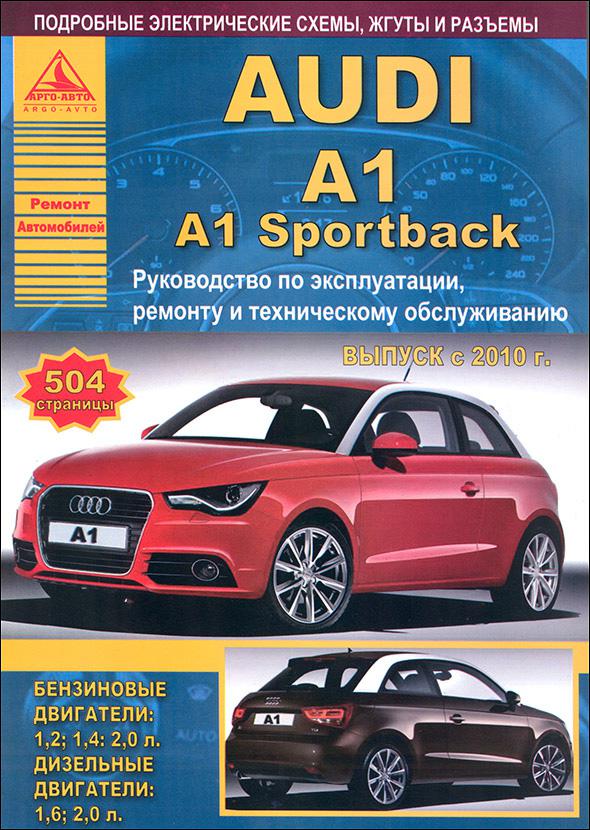 ПОДРОБНЫЕ ЭЛЕКТРИЧЕСКИЕ СХЕМЫ, ЖГУТЫ И РАЗЪЕМЫ
АРГО-АВТО
ARGO-AVTO
AUDI
A1
A1 Sportback
Ремонт
Автомобилей
Руководство по эксплуатации,
ремонту и техническому обслуживанию
ВЫПУСК с 2010 г.
504
страницы
A1
БЕНЗИНОВЫЕ
ДВИГАТЕЛИ:
1,2; 1,4: 2,0 л.
ДИЗЕЛЬНЫЕ
ДВИГАТЕЛИ:
1,6; 2,0 л.
AUTO
A1